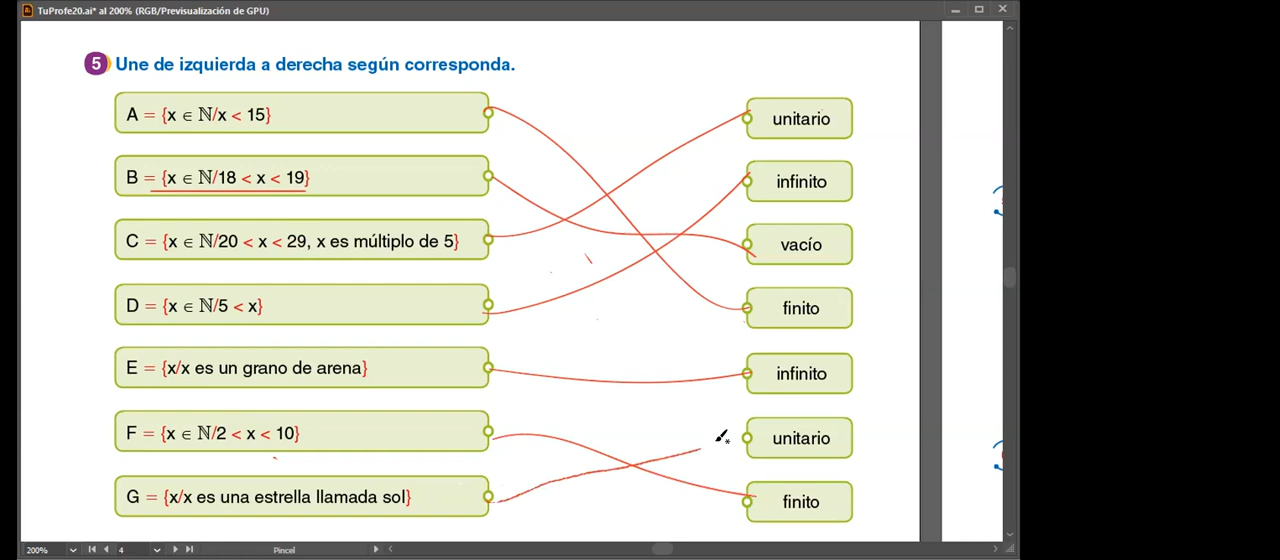 TuProfe20.ai* al 200% (RGB/Previsualización de GPU)
5 Une de izquierda a derecha según corresponda.
A = {x ∈ ℕ/x < 15}
unitario
B = {x ∈ ℕ/18 < x < 19}
infinito
C = {x ∈ ℕ/20 < x < 29, x es múltiplo de 5}
vacío
D = {x ∈ ℕ/5 < x}
finito
E = {x/x es un grano de arena}
infinito
F = {x ∈ ℕ/2 < x < 10}
unitario
G = {x/x es una estrella llamada sol}
finito
200% 4 Pincel